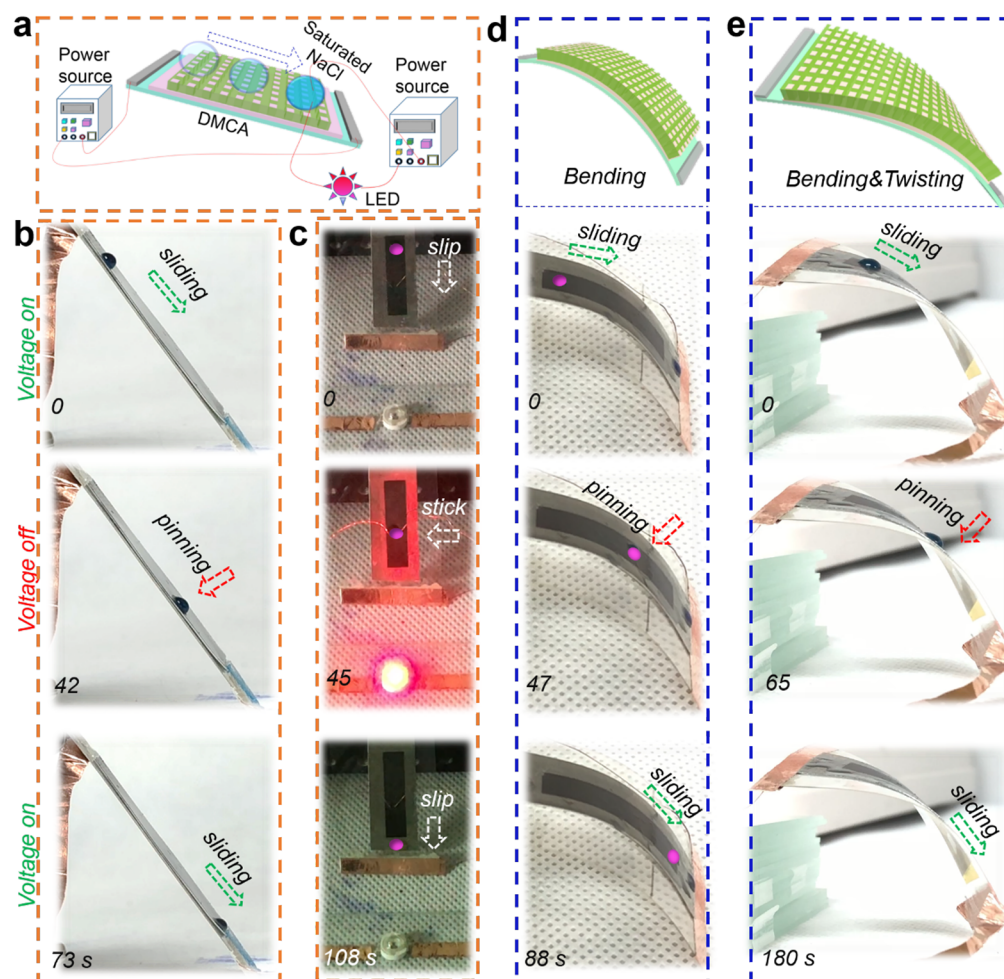 a
Power
source
Saturated
NaCl
Power
source
DMCA
LED
d
Bending
e
Bending&Twisting
b
Voltage on
sliding
0
c
slip
0
sliding
0
sliding
0
Voltage off
pinning
42
stick
45
pinning
47
pinning
65
Voltage on
sliding
73 s
slip
108 s
sliding
88 s
sliding
180 s